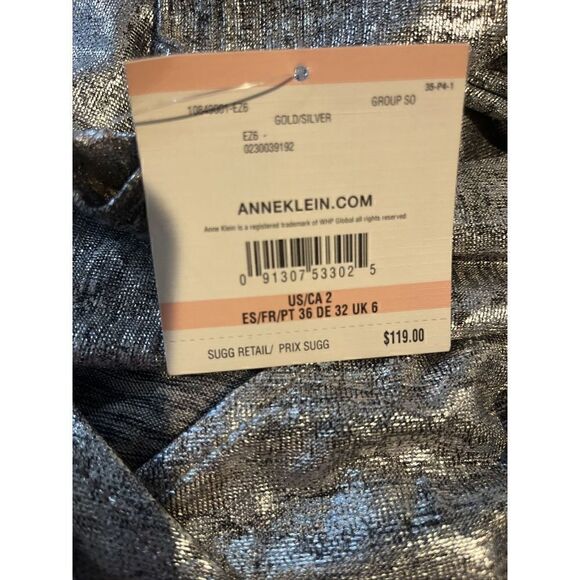 35-P4-1
10849901-EZ6 GROUP SO
GOLD/SILVER
EZ6 -
0230039192
ANNEKLEIN.COM
Anne Klein is a registered trademark of WHP Global all rights reserved
0 91307 53302 5
US/CA 2
ES/FR/PT 36 DE 32 UK 6
SUGG RETAIL/ PRIX SUGG $119.00